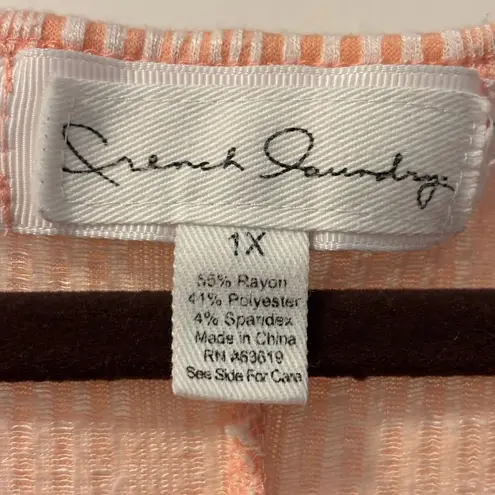 French Laundry
1X
55% Rayon
41% Polyester
4% Spandex
Made in China
RN #63619
See Side For Care